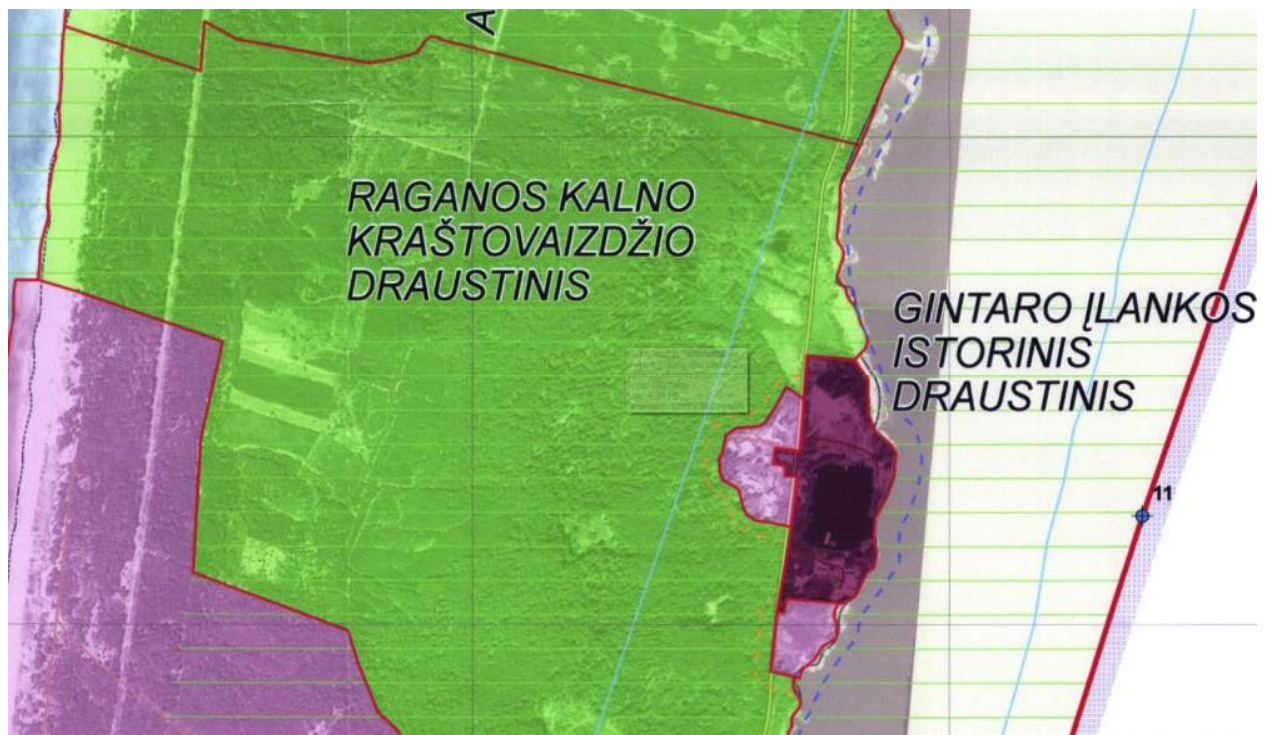 A
RAGANOS KALNO
KRAŠTOVAIZDŽIO
DRAUSTINIS
GINTARO ĮLANKOS
ISTORINIS
DRAUSTINIS
11